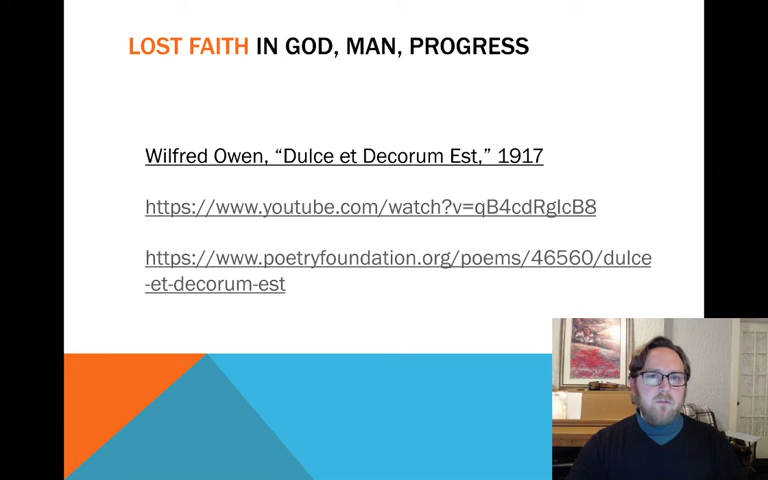 LOST FAITH IN GOD, MAN, PROGRESS
Wilfred Owen, “Dulce et Decorum Est,” 1917
https://www.youtube.com/watch?v=qB4cdRgIcB8
https://www.poetryfoundation.org/poems/46560/dulce
-et-decorum-est